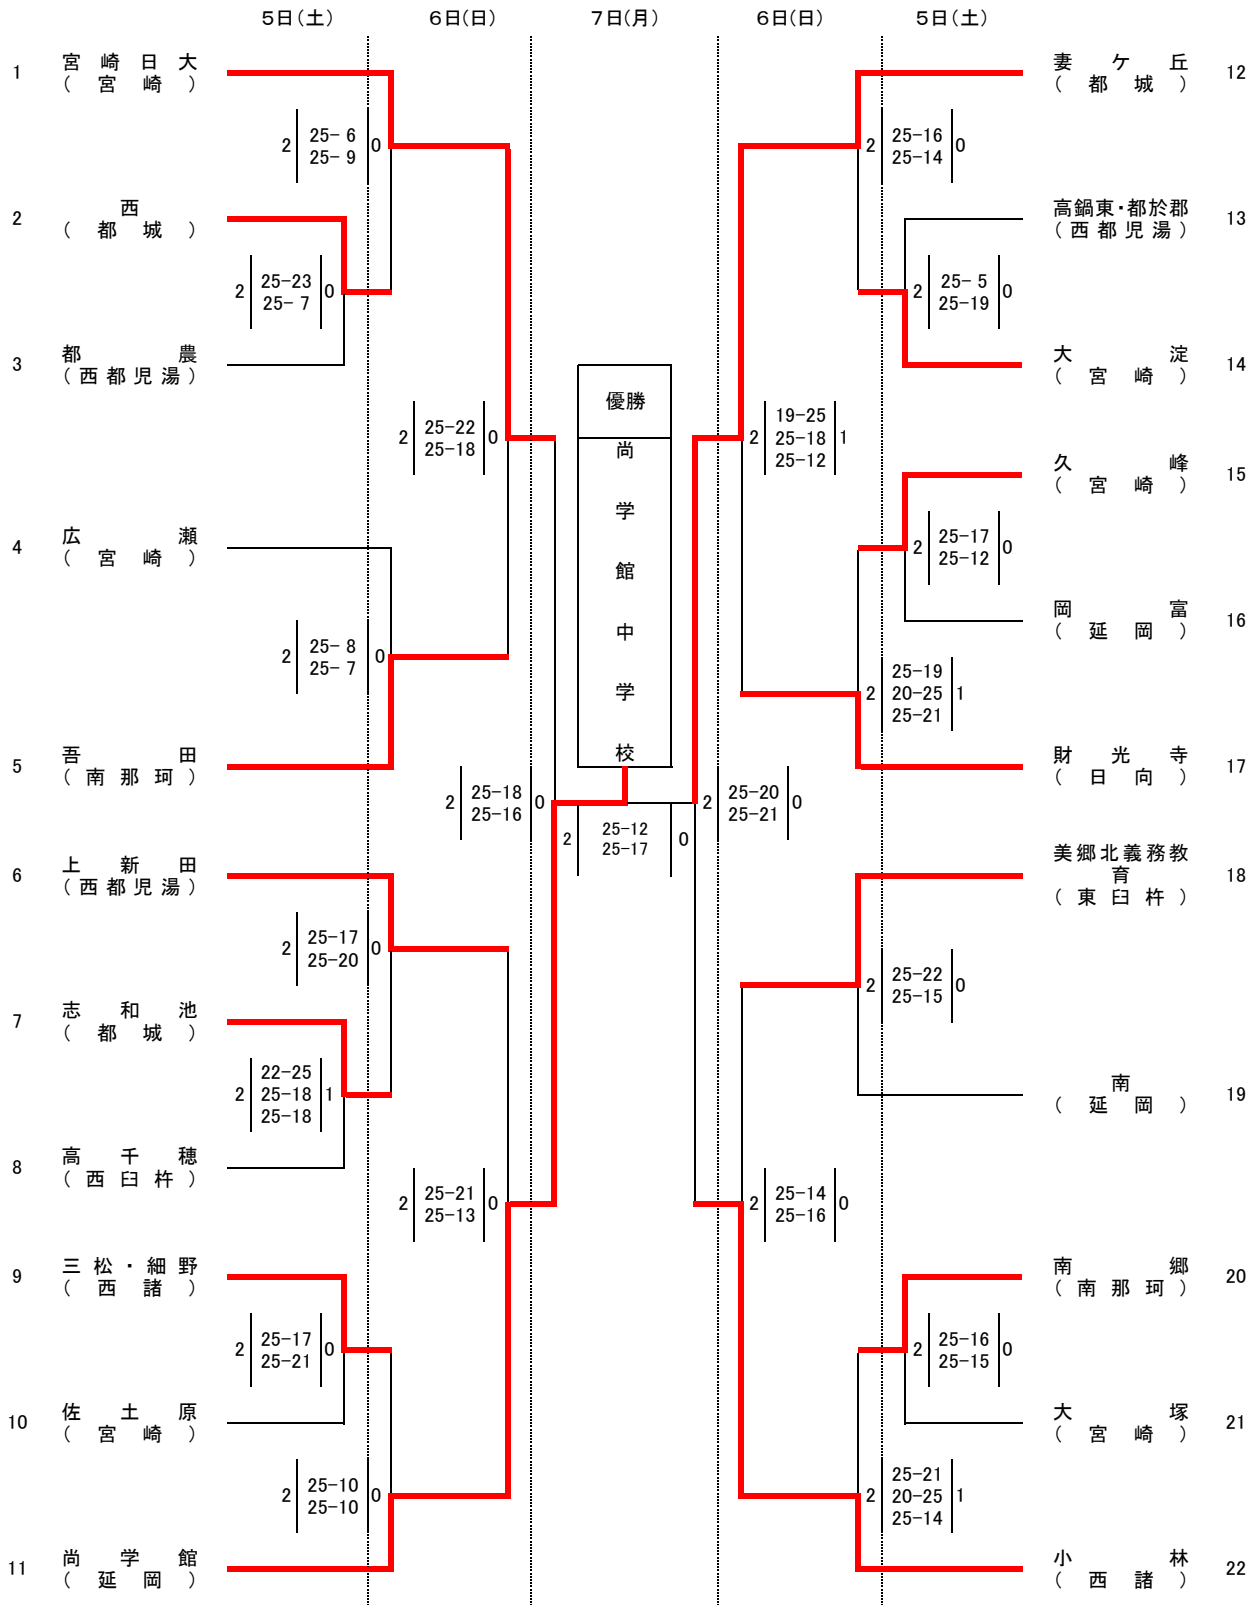 5日(土)
6日(日)
7日(月)
6日(日)
5日(土)
1
宮崎日大
(宮崎)
2
25- 6
25- 9
0
2
西
(都城)
2
25-23
25- 7
0
3
都農
(西都児湯)
2
25-22
25-18
0
4
広瀬
(宮崎)
2
25- 8
25- 7
0
5
吾田
(南那珂)
2
25-18
25-16
0
6
上新田
(西都児湯)
2
25-17
25-20
0
7
志和池
(都城)
2
22-25
25-18
25-18
1
8
高千穂
(西臼杵)
2
25-21
25-13
0
9
三松・細野
(西諸)
2
25-17
25-21
0
10
佐土原
(宮崎)
2
25-10
25-10
0
11
尚学館
(延岡)
優勝
尚
学
館
中
学
校
2
25-12
25-17
0
妻ケ丘
(都城)
12
2
25-16
25-14
0
高鍋東・都於郡
(西都児湯)
13
2
25- 5
25-19
0
大淀
(宮崎)
14
2
19-25
25-18
25-12
1
久峰
(宮崎)
15
2
25-17
25-12
0
岡富
(延岡)
16
2
25-19
20-25
25-21
1
財光寺
(日向)
17
2
25-20
25-21
0
美郷北義務教
育
(東臼杵)
18
2
25-22
25-15
0
南
(延岡)
19
2
25-14
25-16
0
南郷
(南那珂)
20
2
25-16
25-15
0
大塚
(宮崎)
21
2
25-21
20-25
25-14
1
小林
(西諸)
22